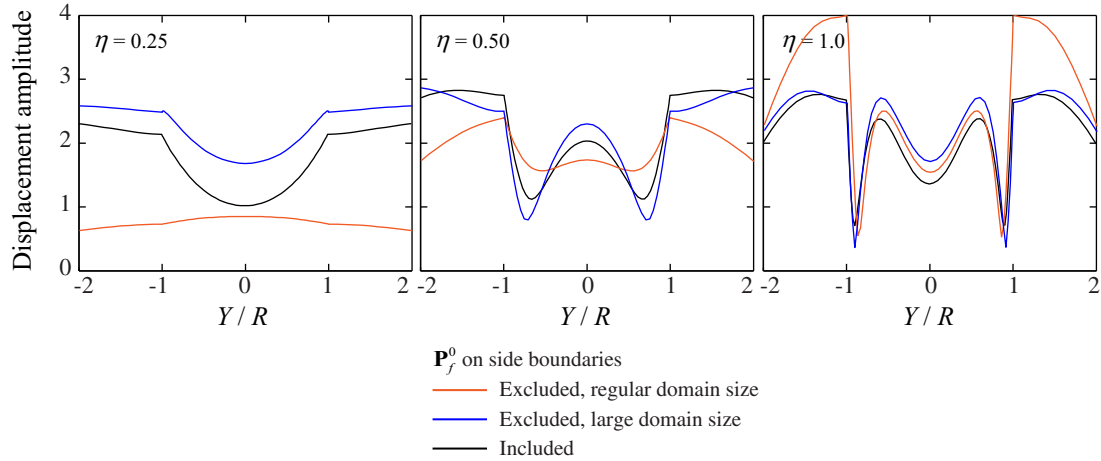 Displacement amplitude
4
3
2
1
0
η = 0.25
η = 0.50
η = 1.0
-2 -1 0 1 2
-2 -1 0 1 2
-2 -1 0 1 2
Y / R
Y / R
Y / R
P_f^0 on side boundaries
Excluded, regular domain size
Excluded, large domain size
Included